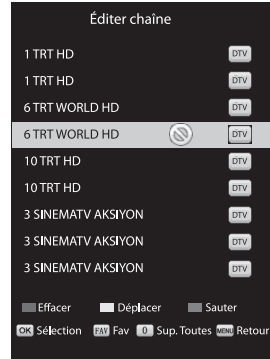 Éditer chaîne
1 TRT HD DTV
1 TRT HD DTV
6 TRT WORLD HD DTV
6 TRT WORLD HD DTV
10 TRT HD DTV
10 TRT HD DTV
3 SINEMATV AKSIYON DTV
3 SINEMATV AKSIYON DTV
3 SINEMATV AKSIYON DTV
Effacer Déplacer Sauter
OK Sélection FAV Fav 0 Sup. Toutes MENU Retour